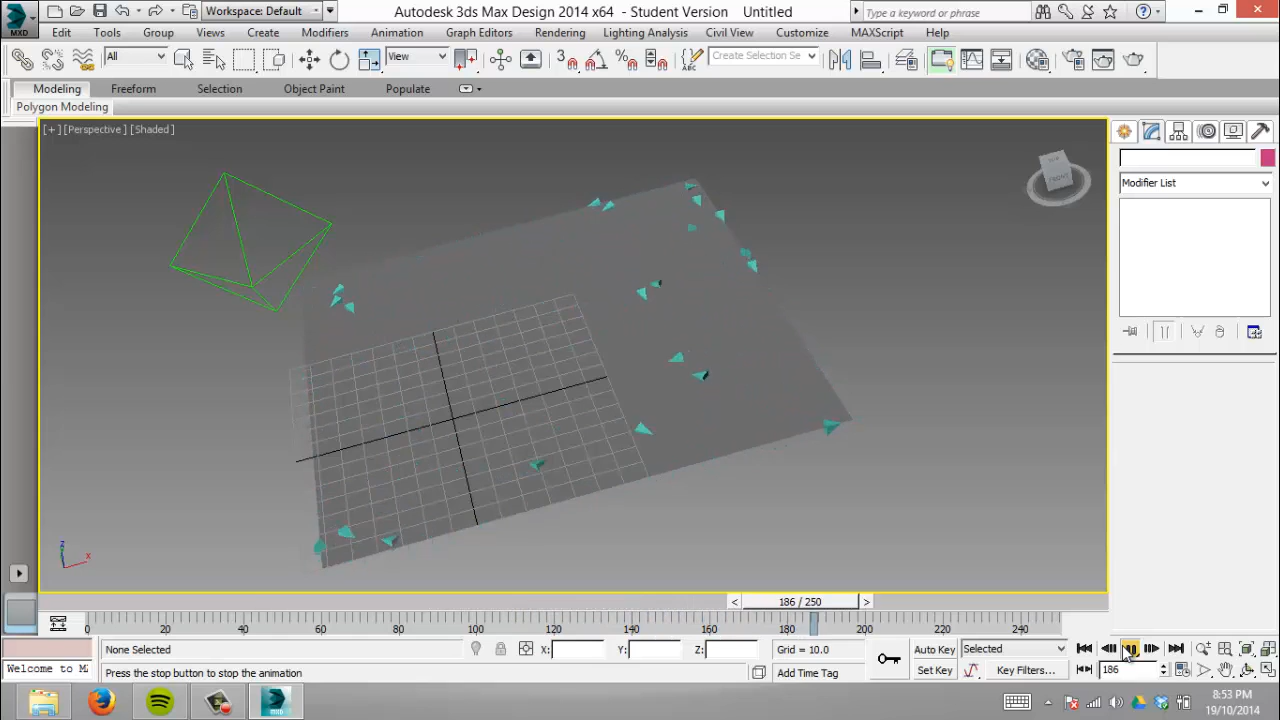 Workspace: Default
Autodesk 3ds Max Design 2014 x64 - Student Version Untitled
Type a keyword or phrase
MXD
Edit Tools Group Views Create Modifiers Animation Graph Editors Rendering Lighting Analysis Civil View Customize MAXScript Help
All View 3 Create Selection Se
Modeling Freeform Selection Object Paint Populate
Polygon Modeling
[+] [Perspective] [Shaded]
FRONT
Modifier List
z
x
< 186 / 250 >
0 20 40 60 80 100 120 140 160 180 200 220 240
None Selected X: Y: Z: Grid = 10.0 Auto Key Selected
Welcome to M Press the stop button to stop the animation Add Time Tag Set Key Key Filters... 186
MXD
8:53 PM
19/10/2014